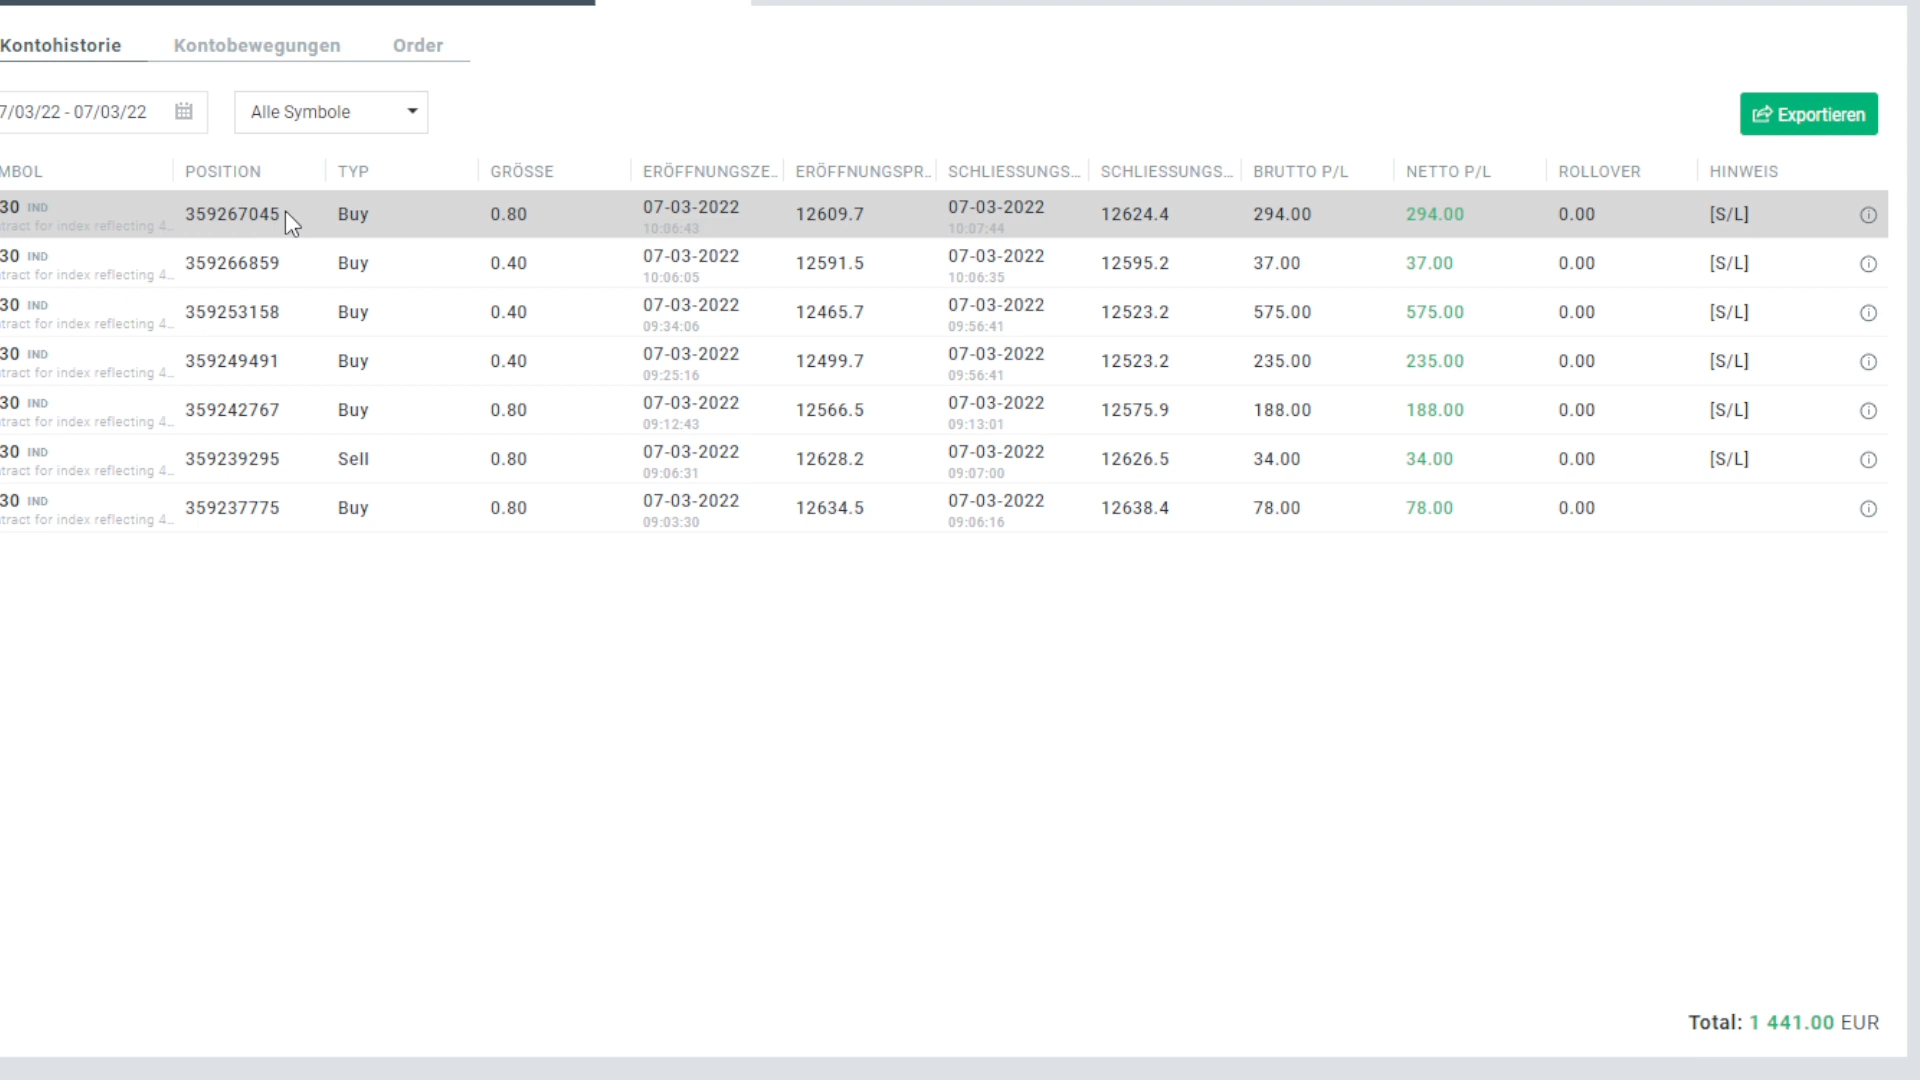 Kontohistorie Kontobewegungen Order
7/03/22 - 07/03/22 Alle Symbole Exportieren
MBOL POSITION TYP GRÖSSE ERÖFFNUNGSZE... ERÖFFNUNGSPR... SCHLIESSUNGS... SCHLIESSUNGS... BRUTTO P/L NETTO P/L ROLLOVER HINWEIS
30 IND 359267045 Buy 0.80 07-03-2022 12609.7 07-03-2022 12624.4 294.00 294.00 0.00 [S/L]
tract for index reflecting 4... 10:06:43 10:07:44
30 IND 359266859 Buy 0.40 07-03-2022 12591.5 07-03-2022 12595.2 37.00 37.00 0.00 [S/L]
tract for index reflecting 4... 10:06:05 10:06:35
30 IND 359253158 Buy 0.40 07-03-2022 12465.7 07-03-2022 12523.2 575.00 575.00 0.00 [S/L]
tract for index reflecting 4... 09:34:06 09:56:41
30 IND 359249491 Buy 0.40 07-03-2022 12499.7 07-03-2022 12523.2 235.00 235.00 0.00 [S/L]
tract for index reflecting 4... 09:25:16 09:56:41
30 IND 359242767 Buy 0.80 07-03-2022 12566.5 07-03-2022 12575.9 188.00 188.00 0.00 [S/L]
tract for index reflecting 4... 09:12:43 09:13:01
30 IND 359239295 Sell 0.80 07-03-2022 12628.2 07-03-2022 12626.5 34.00 34.00 0.00 [S/L]
tract for index reflecting 4... 09:06:31 09:07:00
30 IND 359237775 Buy 0.80 07-03-2022 12634.5 07-03-2022 12638.4 78.00 78.00 0.00
tract for index reflecting 4... 09:03:30 09:06:16
Total: 1 441.00 EUR